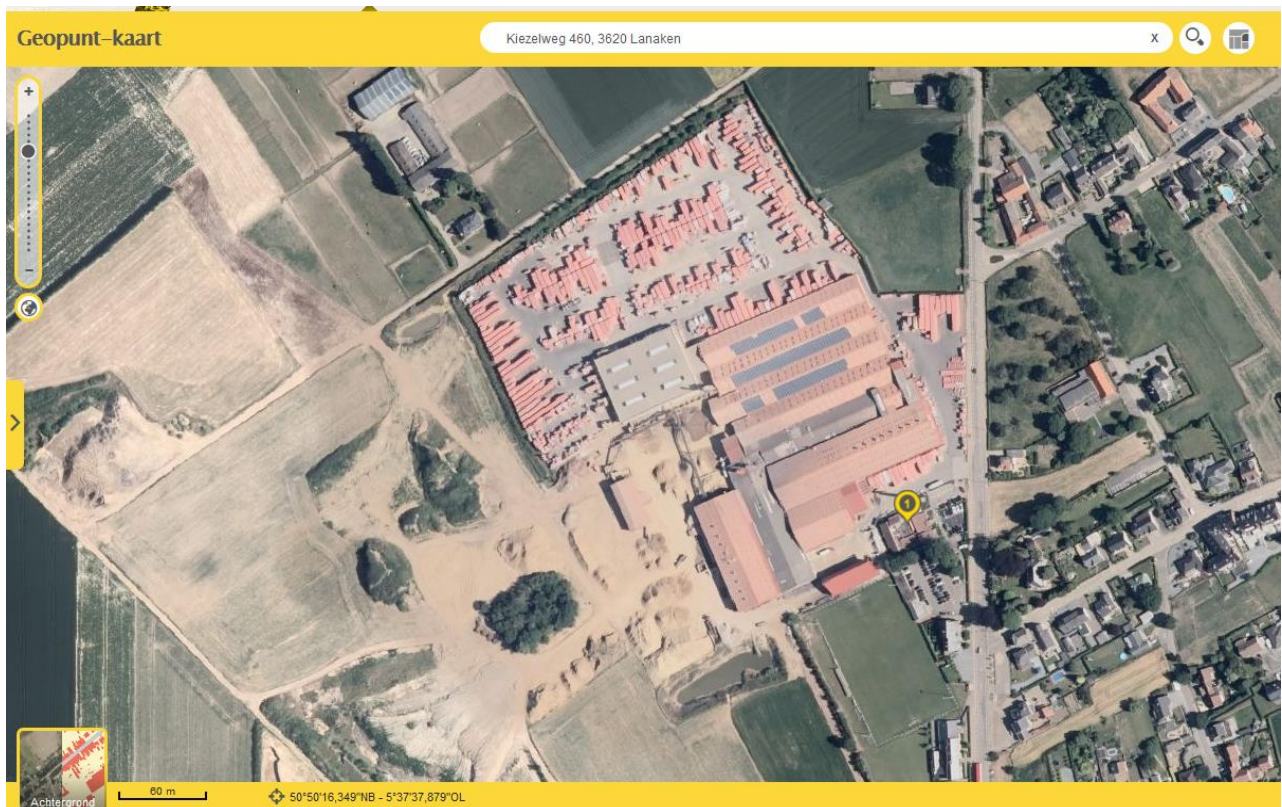 Geopunt-kaart
Kiezelweg 460, 3620 Lanaken
x
+
-
>
1
Achtergrond
60 m
50°50'16,349"NB - 5°37'37,879"OL